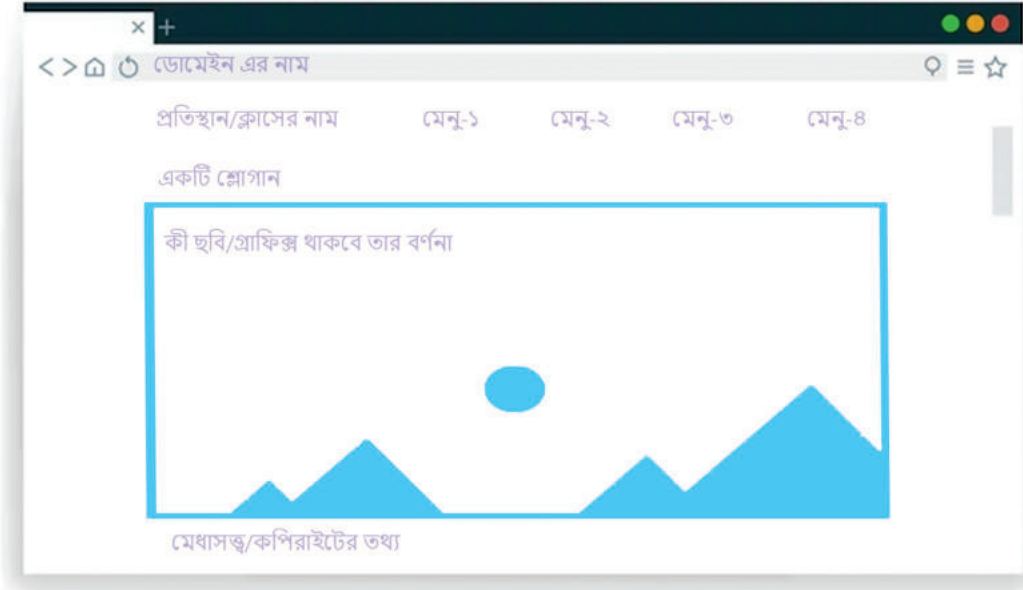 ডোমেইন এর নাম
প্রতিস্থান/ক্লাসের নাম মেনু-১ মেনু-২ মেনু-৩ মেনু-৪
একটি শ্লোগান
কী ছবি/গ্রাফিক্স থাকবে তার বর্ণনা
মেধাসত্ত্ব/কপিরাইটের তথ্য